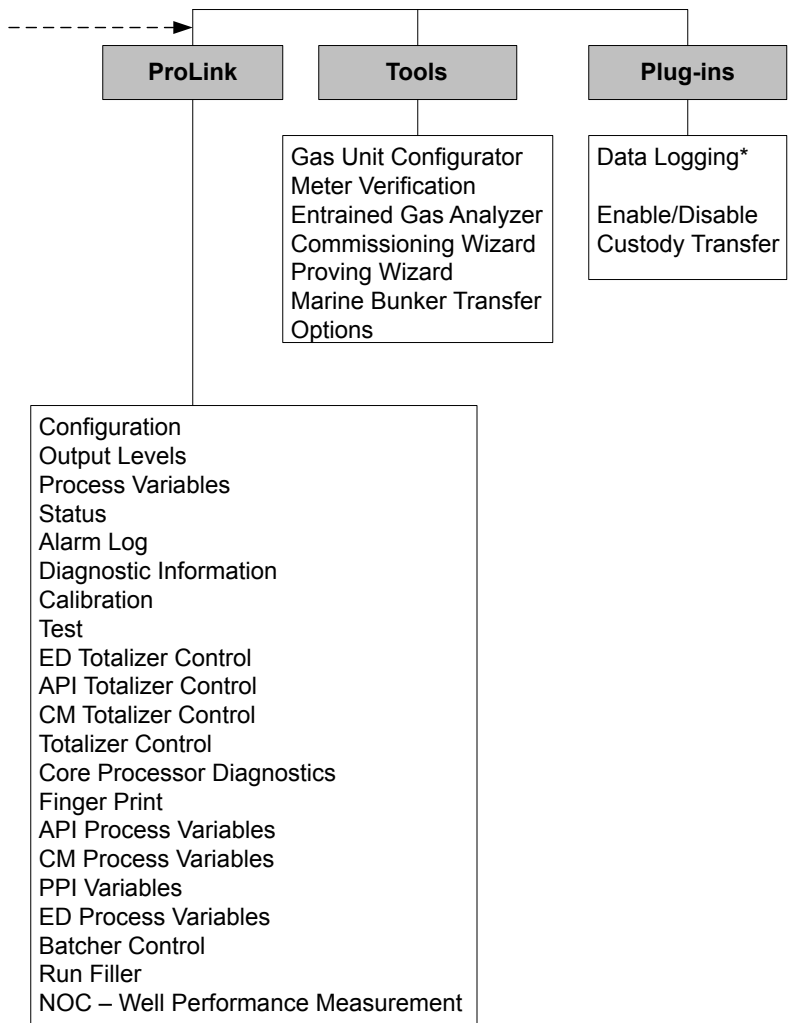 ProLink
Tools
Plug-ins
Gas Unit Configurator
Meter Verification
Entrained Gas Analyzer
Commissioning Wizard
Proving Wizard
Marine Bunker Transfer
Options
Data Logging*
Enable/Disable
Custody Transfer
Configuration
Output Levels
Process Variables
Status
Alarm Log
Diagnostic Information
Calibration
Test
ED Totalizer Control
API Totalizer Control
CM Totalizer Control
Totalizer Control
Core Processor Diagnostics
Finger Print
API Process Variables
CM Process Variables
PPI Variables
ED Process Variables
Batcher Control
Run Filler
NOC – Well Performance Measurement